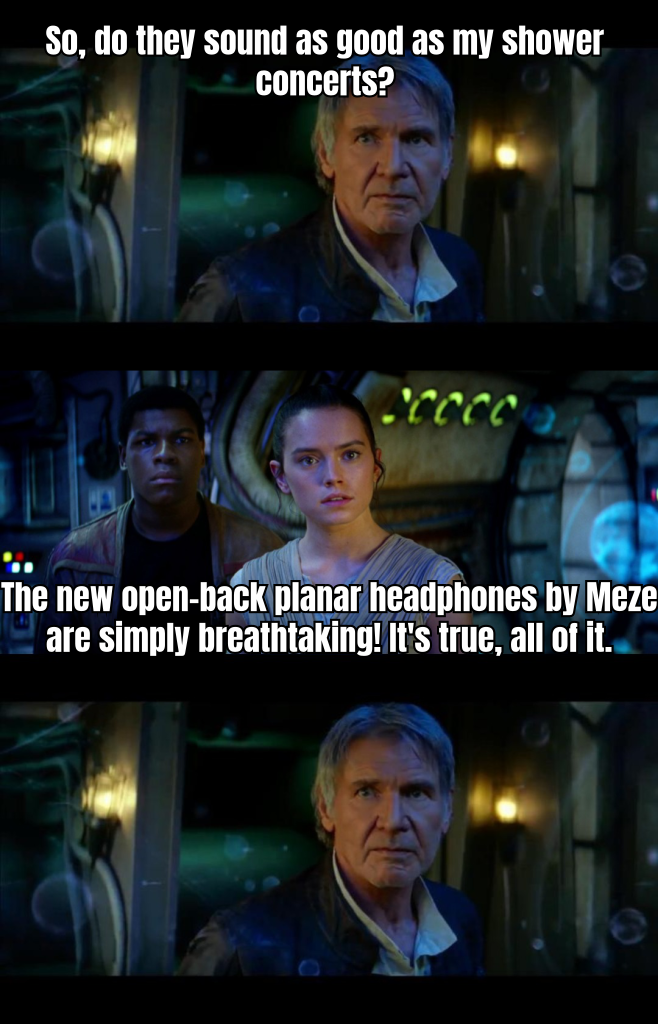 So, do they sound as good as my shower
concerts?
The new open-back planar headphones by Meze
are simply breathtaking! It's true, all of it.